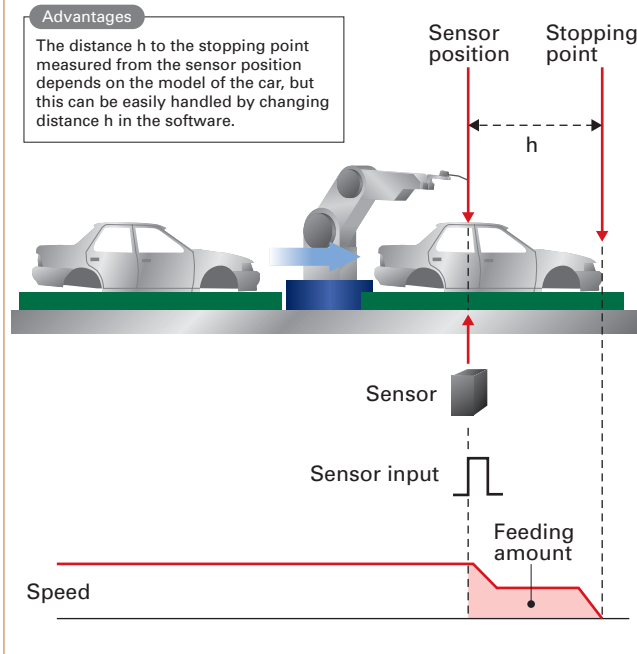 Advantages
The distance h to the stopping point
measured from the sensor position
depends on the model of the car, but
this can be easily handled by changing
distance h in the software.
Sensor
position
Stopping
point
h
Sensor
Sensor input
Feeding
amount
Speed